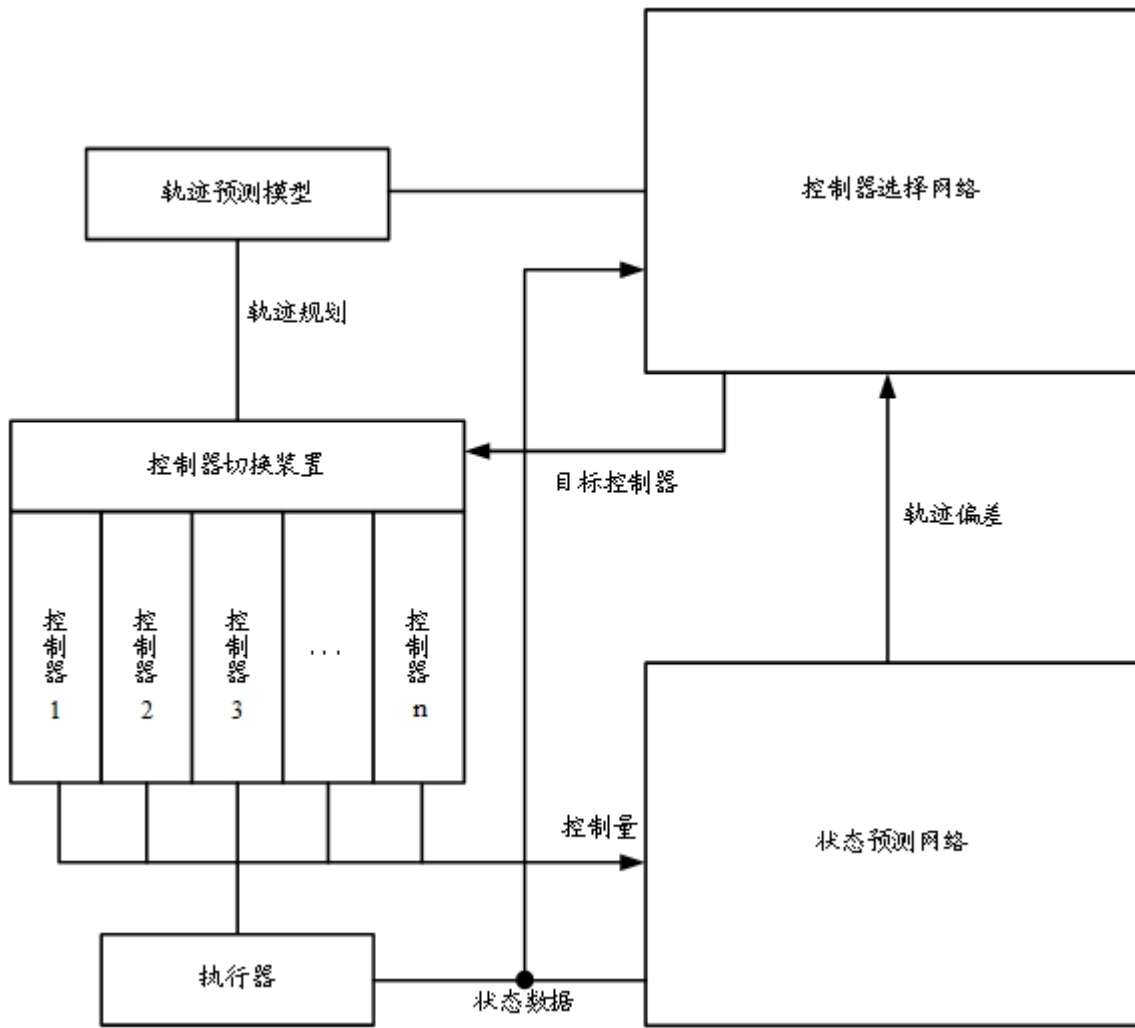 轨迹预测模型
控制器选择网络
轨迹规划
控制器切换装置
目标控制器
轨迹偏差
控制器1
控制器2
控制器3
...
控制器n
控制量
状态预测网络
执行器
状态数据